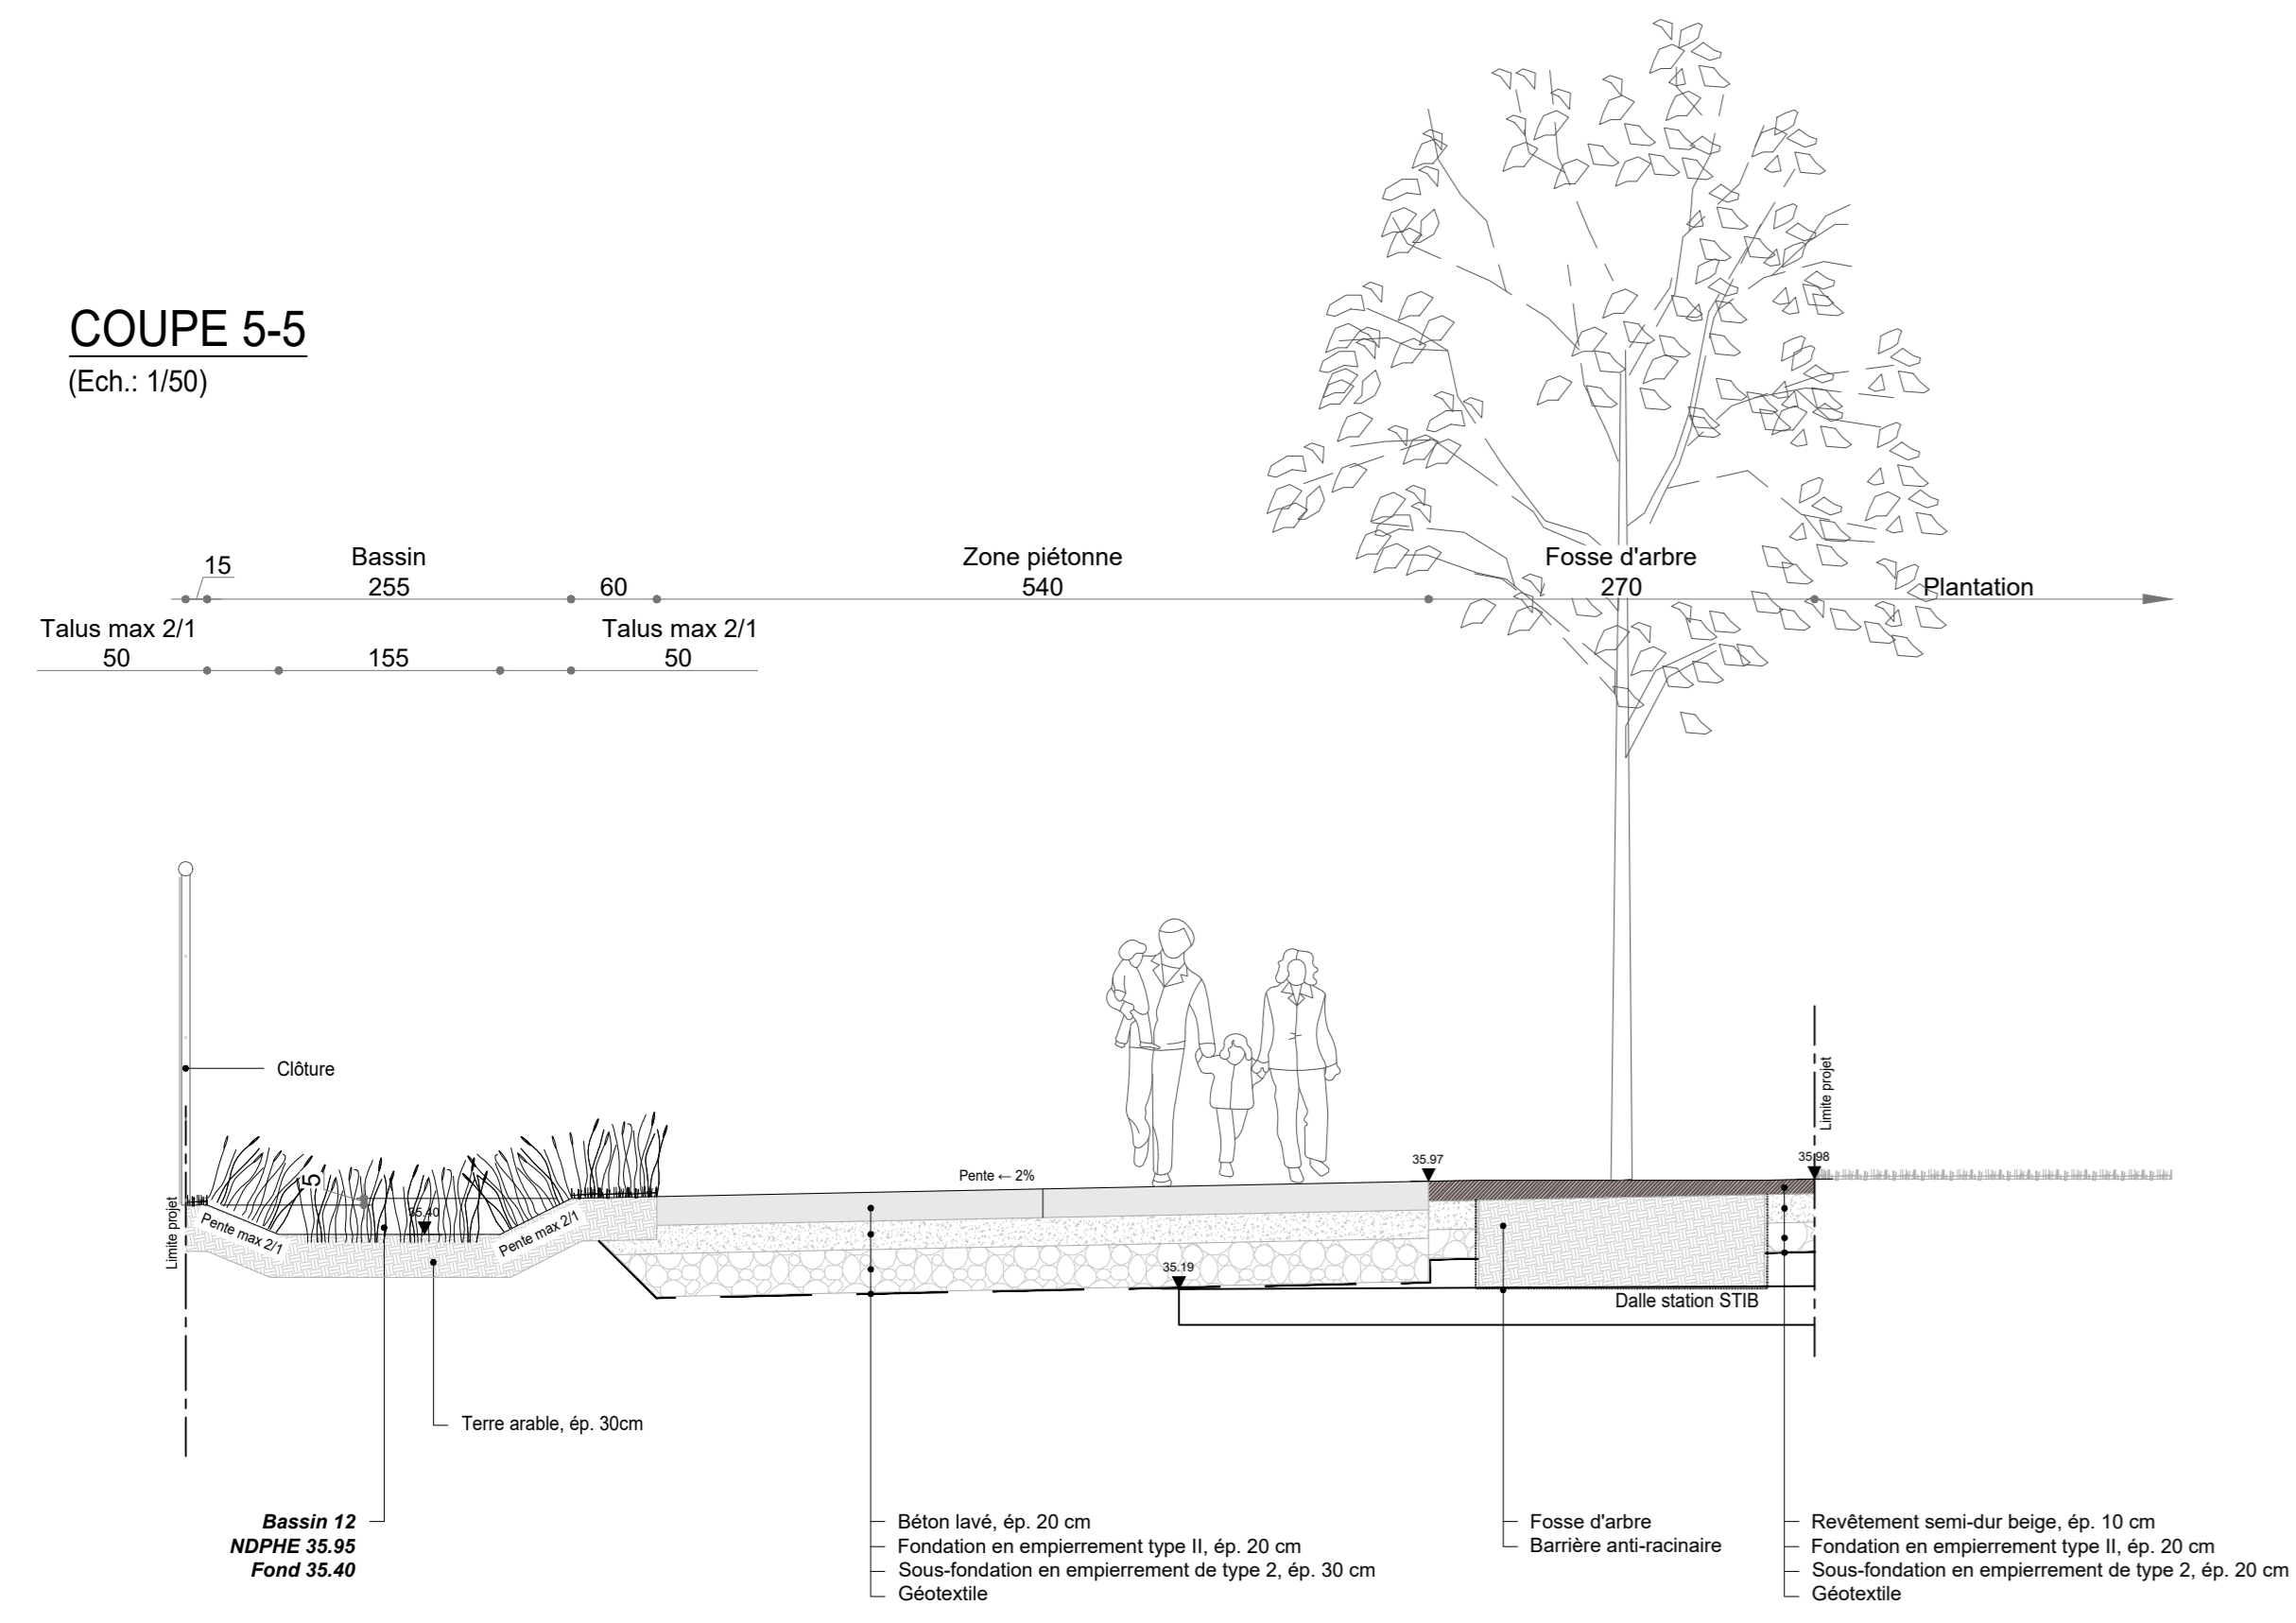 COUPE 5-5
(Ech.: 1/50)
15
Bassin
255
60
Zone piétonne
540
Fosse d'arbre
270
Plantation
Talus max 2/1
50
155
Talus max 2/1
50
Clôture
Limite projet
Limite projet
5
35.40
Pente max 2/1
Pente max 2/1
Pente ← 2%
35.97
35.98
35.19
Dalle station STIB
Terre arable, ép. 30cm
Bassin 12
NDPHE 35.95
Fond 35.40
Béton lavé, ép. 20 cm
Fondation en empierrement type II, ép. 20 cm
Sous-fondation en empierrement de type 2, ép. 30 cm
Géotextile
Fosse d'arbre
Barrière anti-racinaire
Revêtement semi-dur beige, ép. 10 cm
Fondation en empierrement type II, ép. 20 cm
Sous-fondation en empierrement de type 2, ép. 20 cm
Géotextile